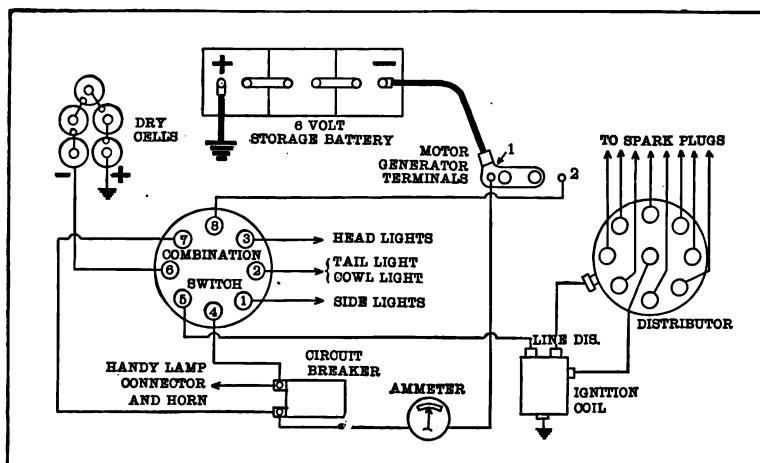 + −
6 VOLT
STORAGE BATTERY
DRY
CELLS
− +
MOTOR
GENERATOR
TERMINALS
1
2
TO SPARK PLUGS
8
7
3
HEAD LIGHTS
COMBINATION
6
2
TAIL LIGHT
COWL LIGHT
SWITCH
5
1
SIDE LIGHTS
4
DISTRIBUTOR
LINE DIS.
HANDY LAMP
CONNECTOR
AND HORN
CIRCUIT
BREAKER
AMMETER
IGNITION
COIL